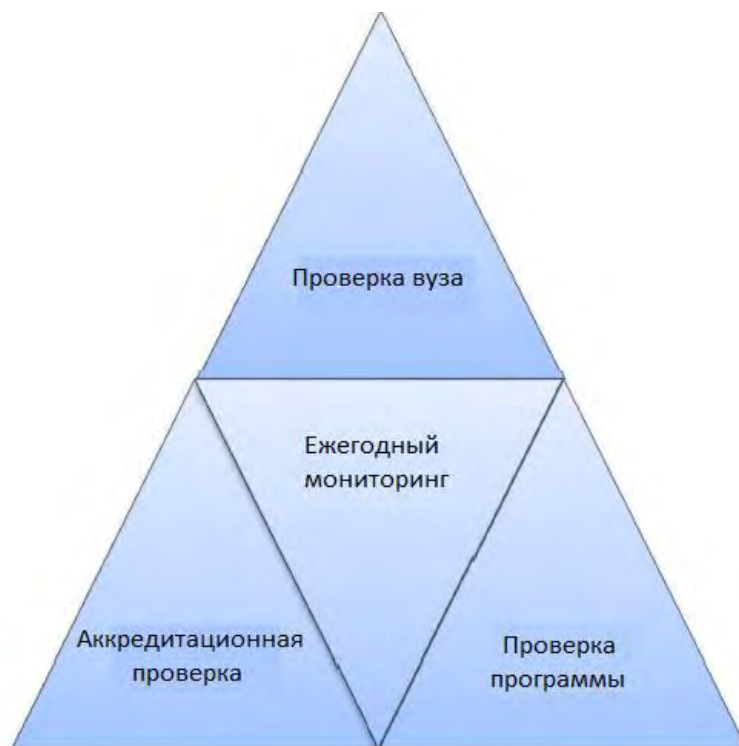 Проверка вуза
Ежегодный
мониторинг
Аккредитационная
проверка
Проверка
программы